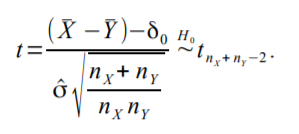 t = ((X̄ − Ȳ) − δ₀) / (σ̂ √((n_X + n_Y) / (n_X n_Y))) ~^{H₀} t_{n_X + n_Y − 2}.